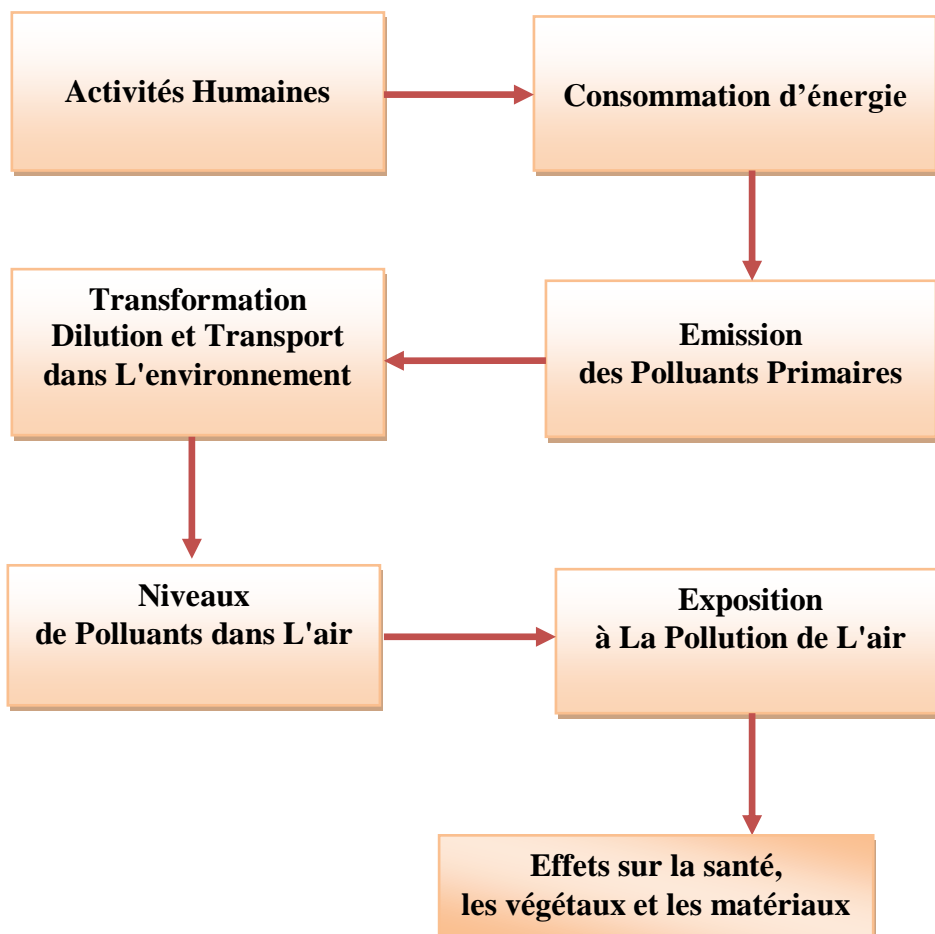 Activités Humaines
Consommation d'énergie
Emission
des Polluants Primaires
Transformation
Dilution et Transport
dans L'environnement
Niveaux
de Polluants dans L'air
Exposition
à La Pollution de L'air
Effets sur la santé,
les végétaux et les matériaux